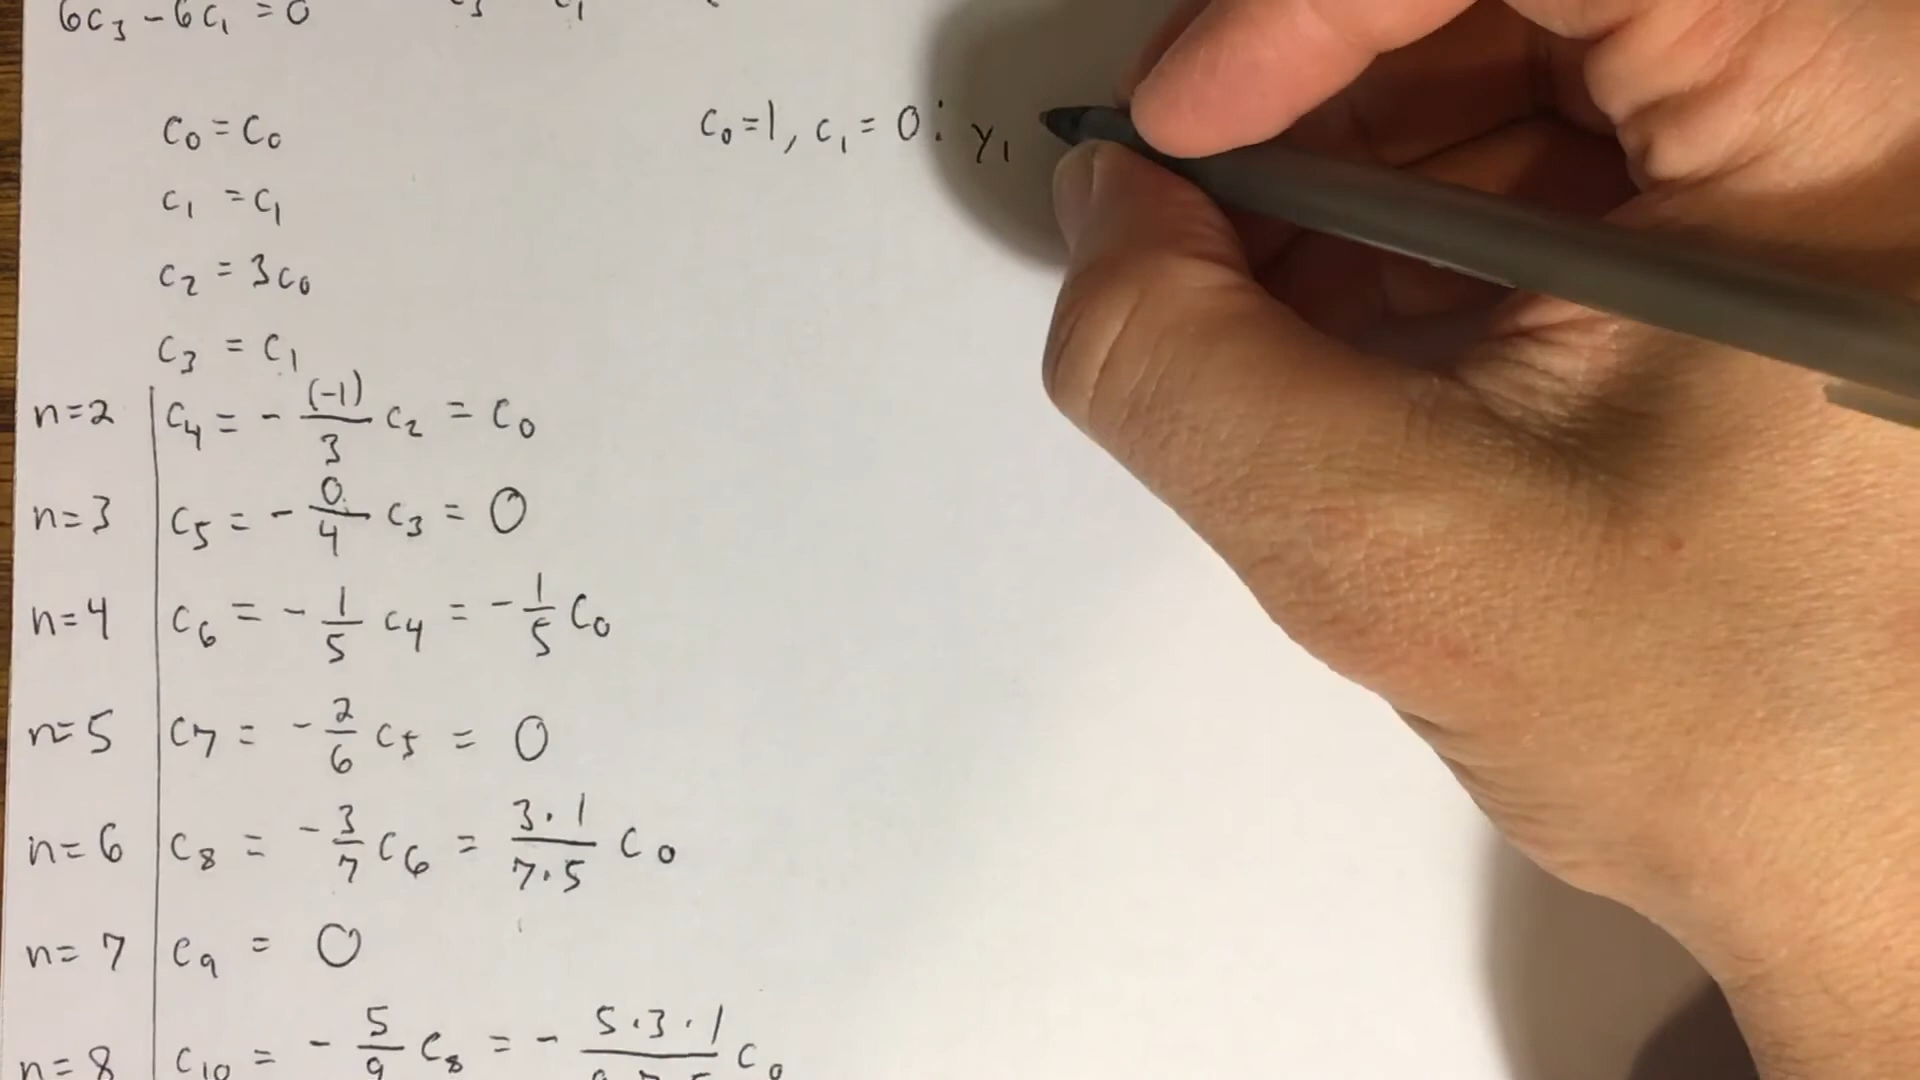 6c₃ - 6c₁ = 0
c₀ = c₀
c₀ = 1, c₁ = 0 : y₁
c₁ = c₁
c₂ = 3c₀
c₃ = c₁
n=2 c₄ = - (-1)/3 c₂ = c₀
n=3 c₅ = - 0/4 c₃ = 0
n=4 c₆ = - 1/5 c₄ = - 1/5 c₀
n=5 c₇ = - 2/6 c₅ = 0
n=6 c₈ = - 3/7 c₆ = 3·1/7·5 c₀
n=7 c₉ = 0
n=8 c₁₀ = - 5/9 c₈ = - 5·3·1/9·7·5 c₀